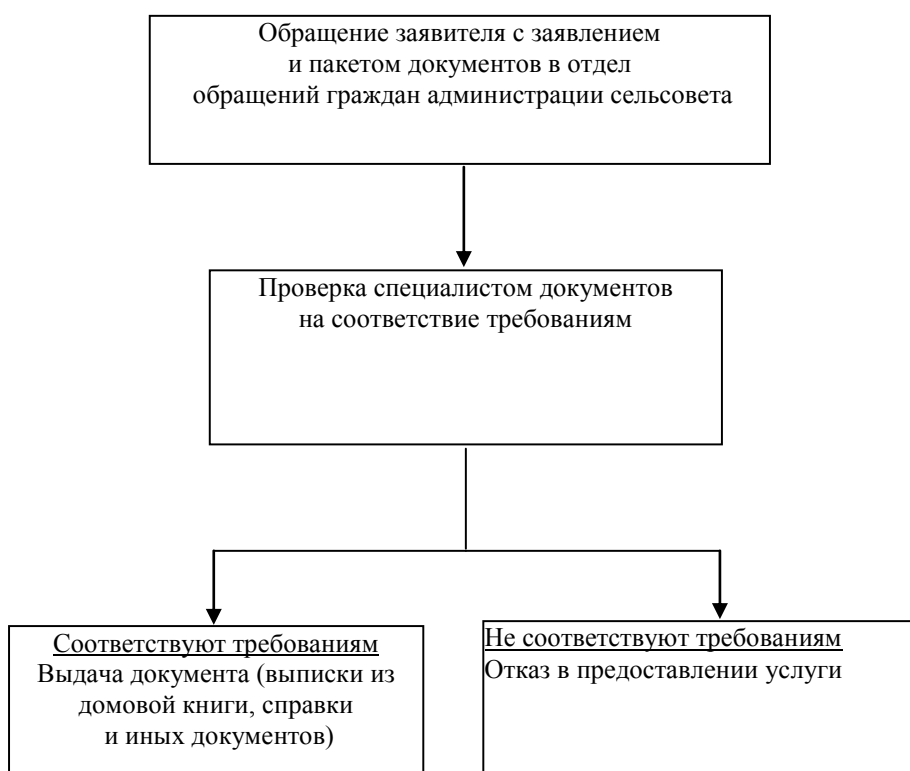 Обращение заявителя с заявлением
и пакетом документов в отдел
обращений граждан администрации сельсовета
Проверка специалистом документов
на соответствие требованиям
Соответствуют требованиям
Выдача документа (выписки из
домовой книги, справки
и иных документов)
Не соответствуют требованиям
Отказ в предоставлении услуги